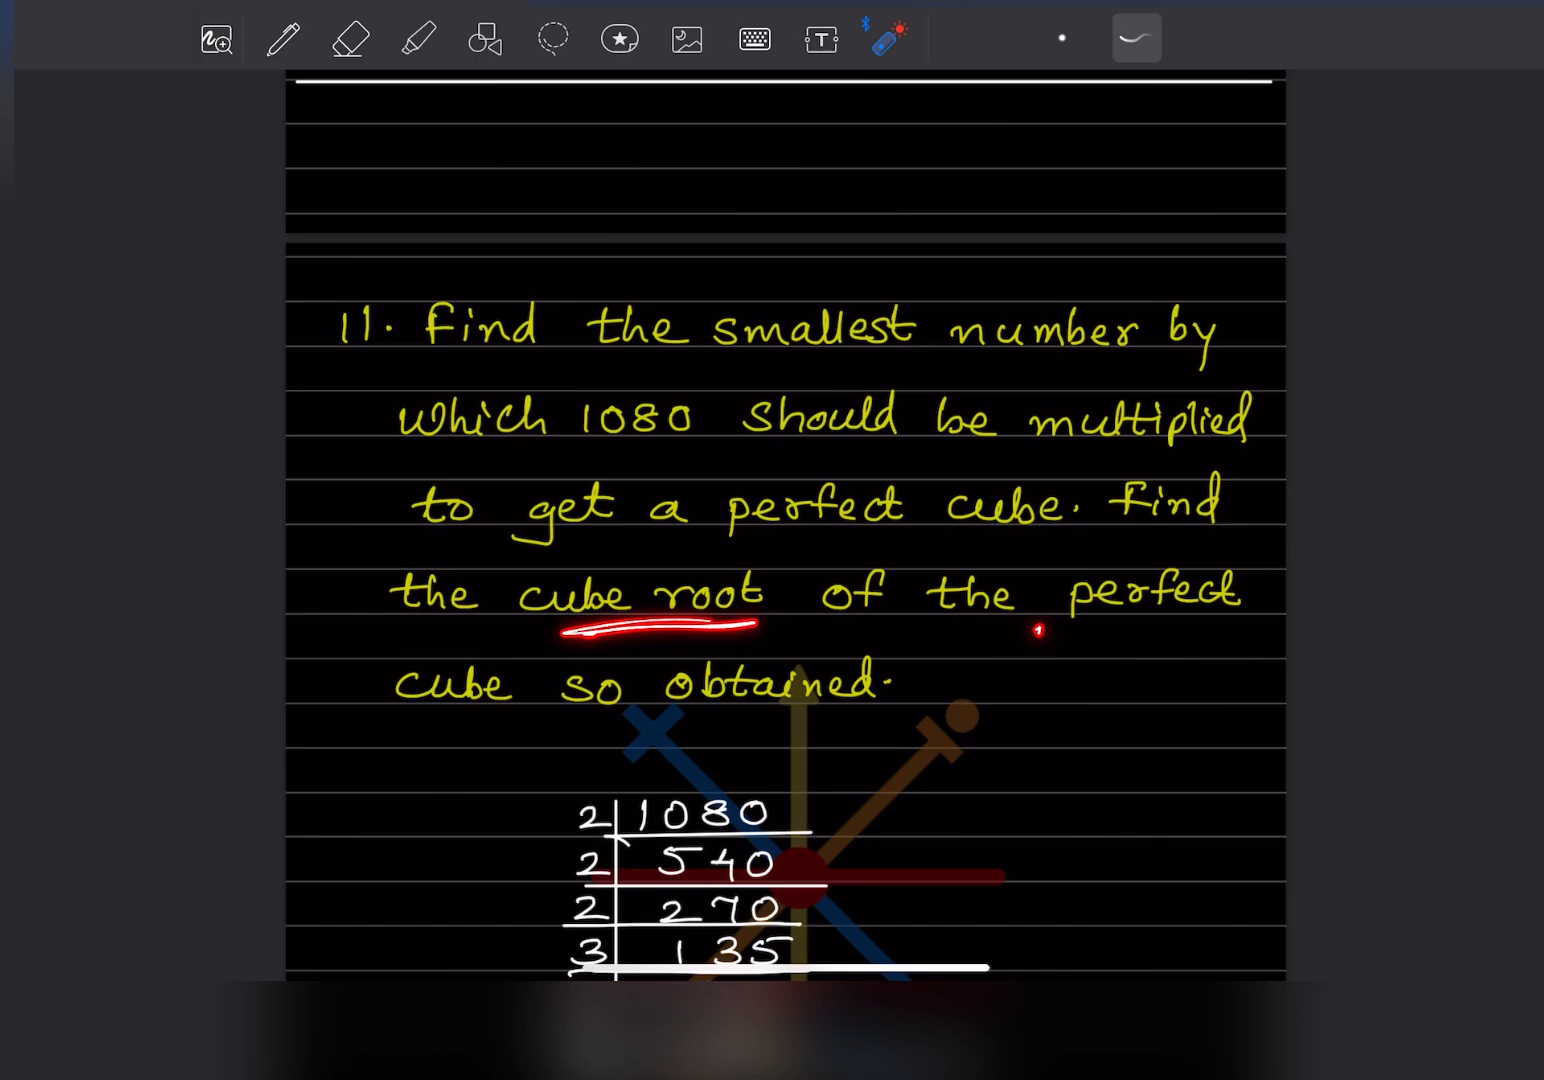 11. Find the smallest number by
which 1080 should be multiplied
to get a perfect cube. Find
the cube root of the perfect
cube so obtained.
2 1080
2 540
2 270
3 135